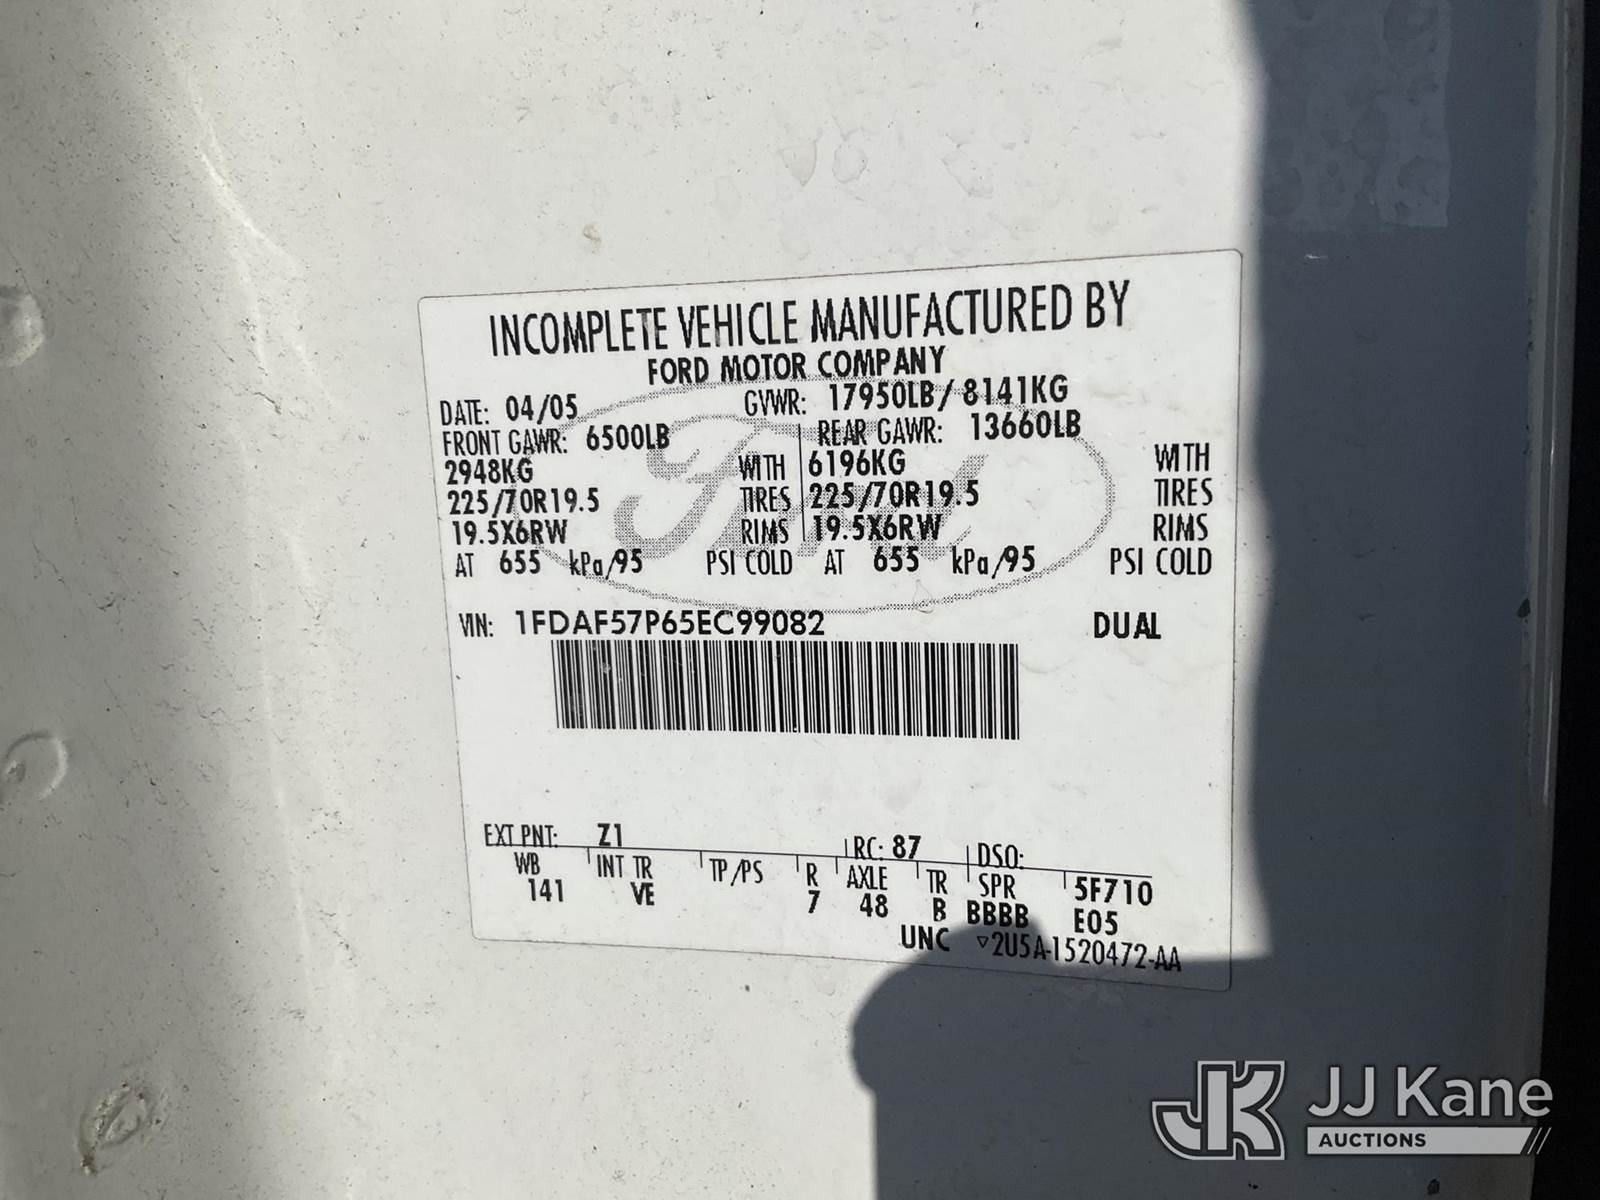 INCOMPLETE VEHICLE MANUFACTURED BY
FORD MOTOR COMPANY
DATE: 04/05 GVWR: 17950LB/ 8141KG
FRONT GAWR: 6500LB REAR GAWR: 13660LB
2948KG WITH 6196KG WITH
225/70R19.5 TIRES 225/70R19.5 TIRES
19.5X6RW RIMS 19.5X6RW RIMS
AT 655 kPa/95 PSI COLD AT 655 kPa/95 PSI COLD
VIN: 1FDAF57P65EC99082 DUAL
EXT PNT: Z1 RC: 87 DSO:
WB INT TR TP/PS R AXLE TR SPR 5F710
141 VE 7 48 B BBBB E05
UNC ▽2U5A-1520472-AA
Ford
JK JJ Kane
AUCTIONS